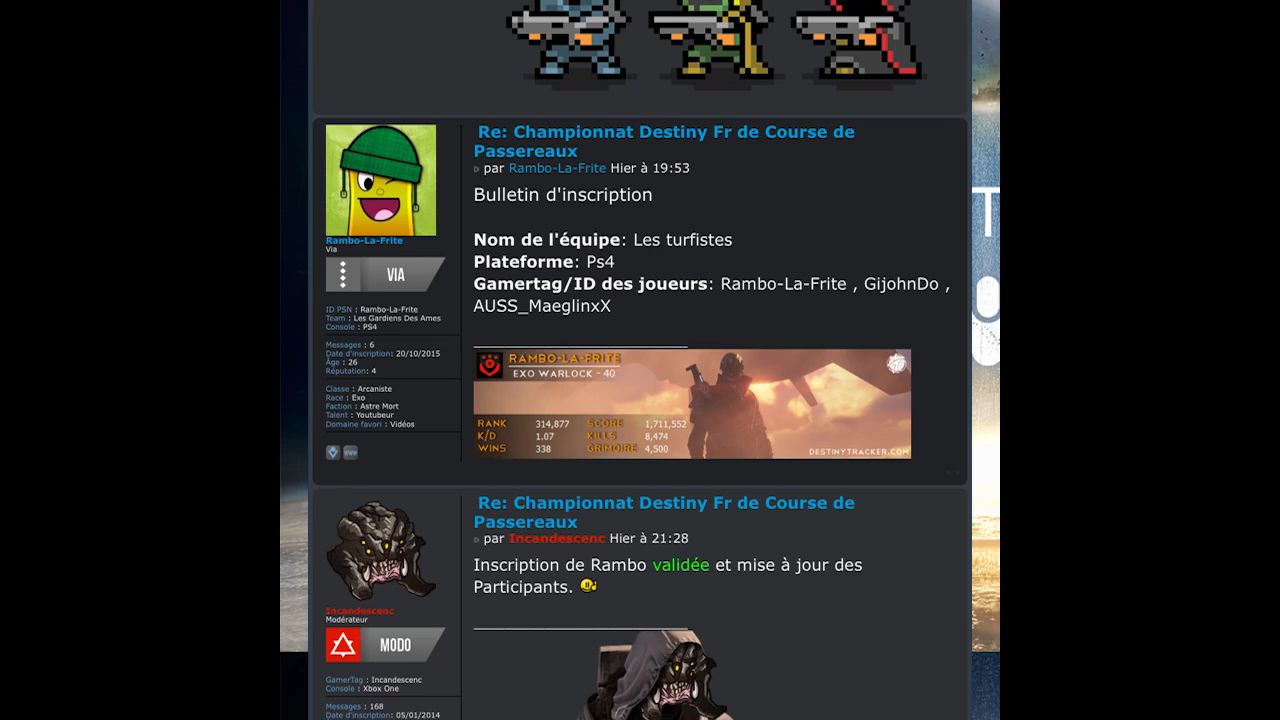 Re: Championnat Destiny Fr de Course de
Passereaux
par Rambo-La-Frite Hier à 19:53
Bulletin d'inscription
Nom de l'équipe: Les turfistes
Plateforme: Ps4
Gamertag/ID des joueurs: Rambo-La-Frite , GijohnDo ,
AUSS_MaeglinxX
Rambo-La-Frite
Via
VIA
ID PSN : Rambo-La-Frite
Team : Les Gardiens Des Ames
Console : PS4
Messages : 6
Date d'inscription: 20/10/2015
Âge : 26
Réputation: 4
Classe : Arcaniste
Race : Exo
Faction : Astre Mort
Talent : Youtubeur
Domaine favori : Vidéos
RAMBO-LA-FRITE
EXO WARLOCK - 40
RANK 314,877 SCORE 1,711,552
K/D 1.07 KILLS 8,474
WINS 338 GRIMOIRE 4,500
DESTINYTRACKER.COM
Re: Championnat Destiny Fr de Course de
Passereaux
par Incandescenc Hier à 21:28
Inscription de Rambo validée et mise à jour des
Participants.
Incandescenc
Modérateur
MODO
GamerTag : Incandescenc
Console : Xbox One
Messages : 168
Date d'inscription: 05/01/2014